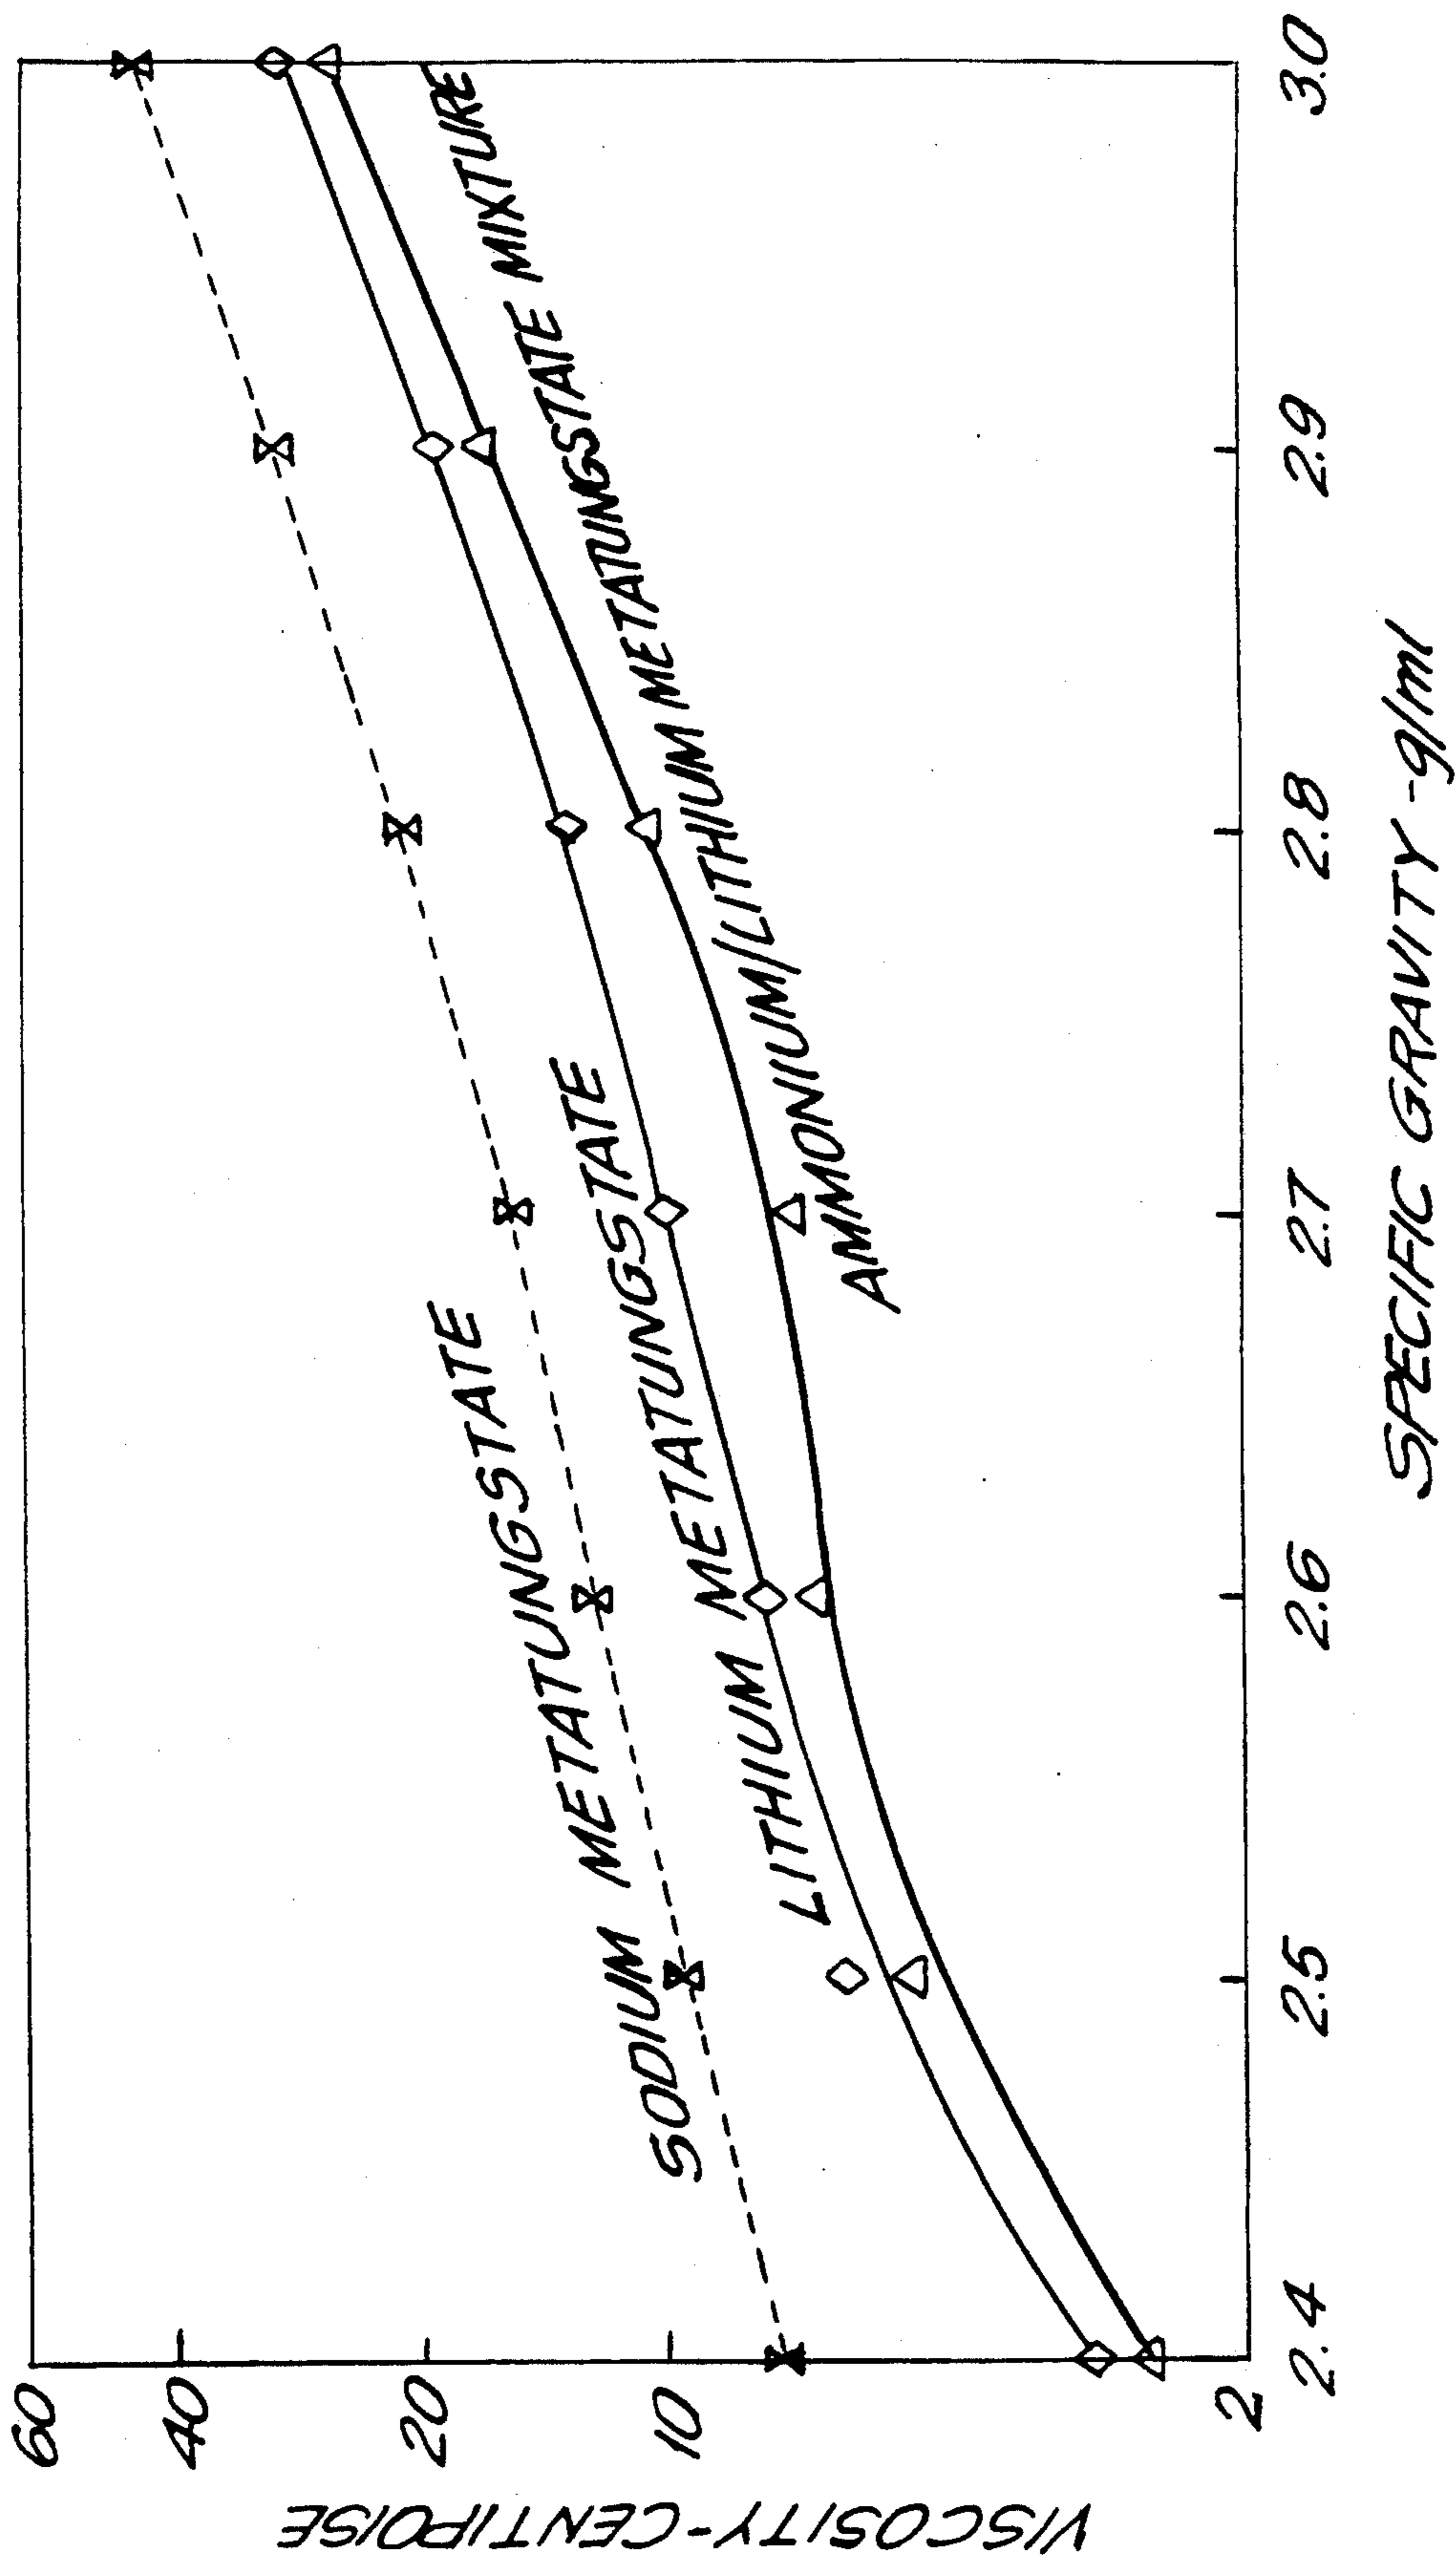 VISCOSITY-CENTIPOISE
60
40
20
10
2
SODIUM METATUNGSTATE
LITHIUM METATUNGSTATE
AMMONIUM/LITHIUM METATUNGSTATE MIXTURE
2.4 2.5 2.6 2.7 2.8 2.9 3.0
SPECIFIC GRAVITY-g/ml